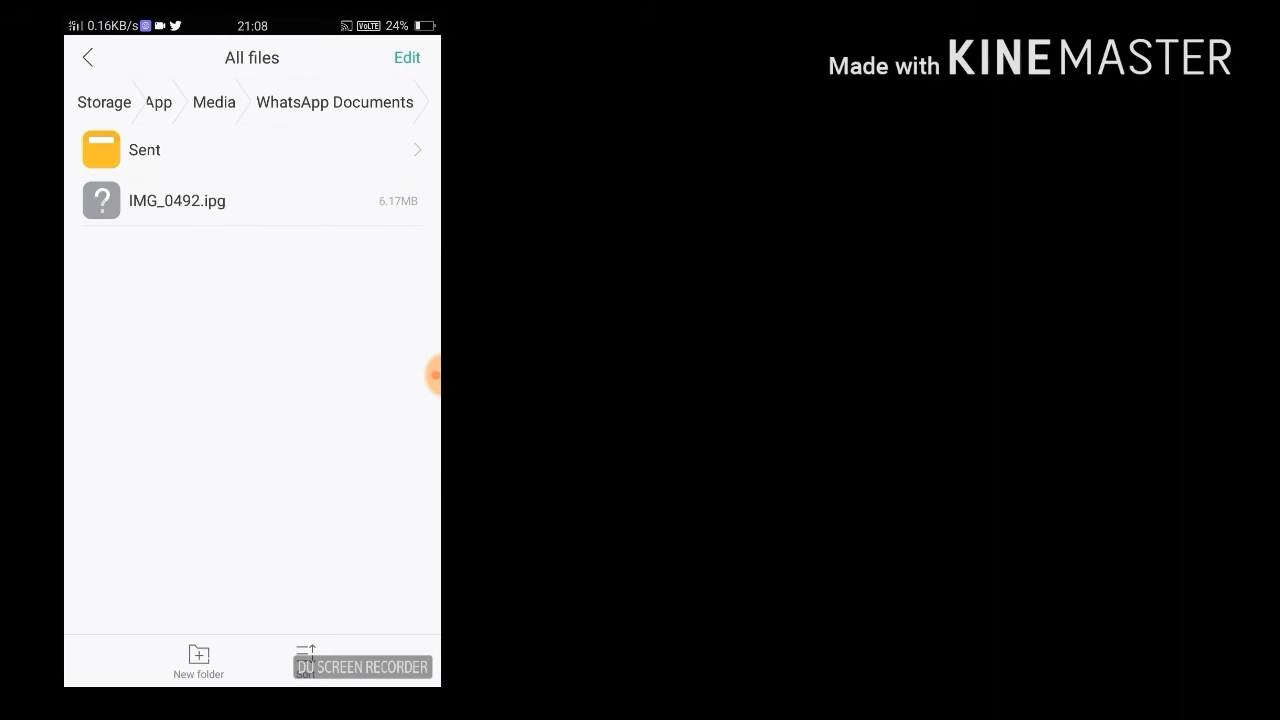 0.16KB/s 21:08 VoLTE 24%
All files Edit
Storage App Media WhatsApp Documents
Sent
IMG_0492.ipg 6.17MB
New folder
DU SCREEN RECORDER
Made with KINEMASTER